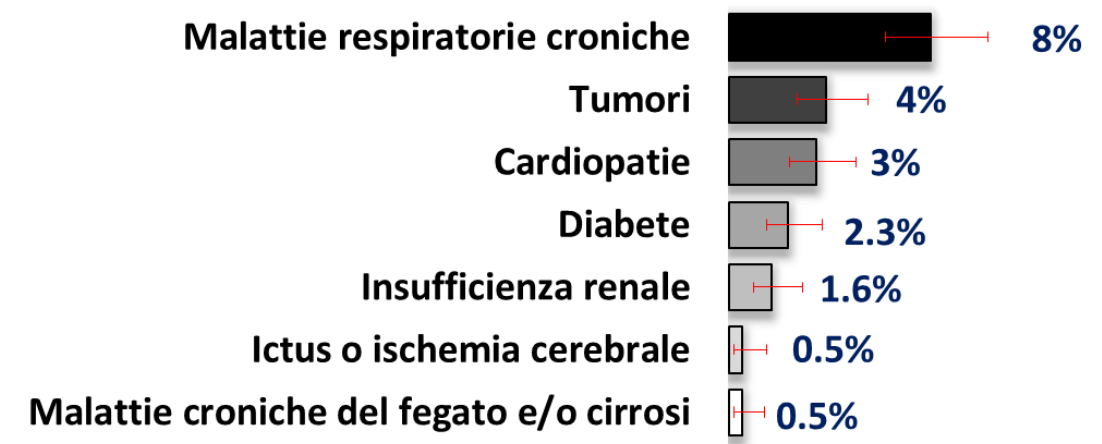 Malattie respiratorie croniche 8%
Tumori 4%
Cardiopatie 3%
Diabete 2.3%
Insufficienza renale 1.6%
Ictus o ischemia cerebrale 0.5%
Malattie croniche del fegato e/o cirrosi 0.5%